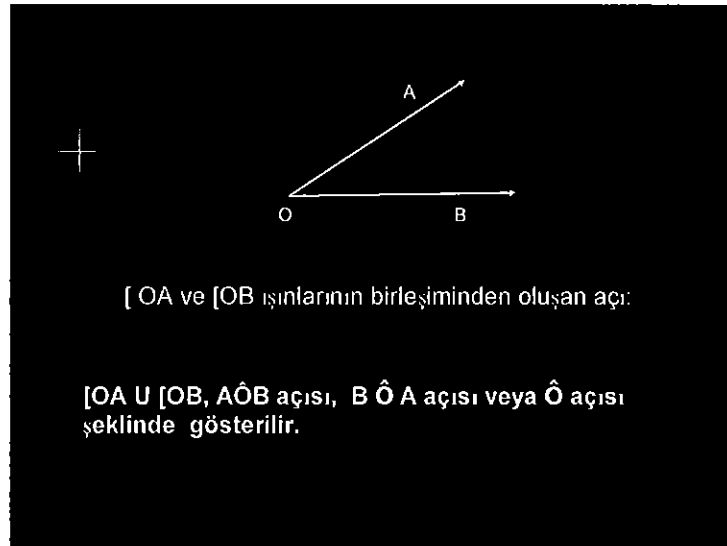 A
O B
[ OA ve [OB ışınlarının birleşiminden oluşan açı:
[OA U [OB, AÔB açısı, B Ô A açısı veya Ô açısı
şeklinde gösterilir.